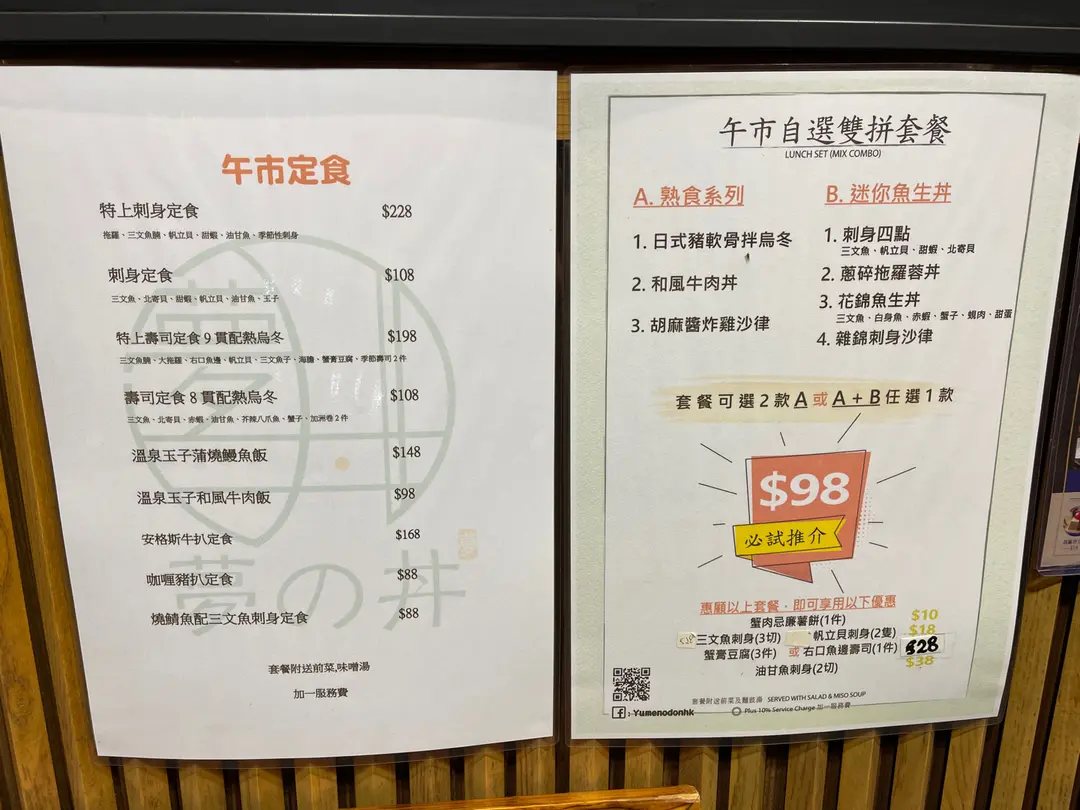 午市定食
特上刺身定食 $228
拖羅、三文魚腩、帆立貝、甜蝦、油甘魚、季節性刺身
刺身定食 $108
三文魚、北寄貝、甜蝦、帆立貝、油甘魚、玉子
特上壽司定食9貫配熱烏冬 $198
三文魚腩、大拖羅、右口魚邊、帆立貝、三文魚子、海膽、蟹膏豆腐、季節壽司2件
壽司定食8貫配熱烏冬 $108
三文魚、北寄貝、赤蝦、油甘魚、芥辣八爪魚、蟹子、加洲卷2件
溫泉玉子蒲燒鰻魚飯 $148
溫泉玉子和風牛肉飯 $98
安格斯牛扒定食 $168
咖喱豬扒定食 $88
燒鯖魚配三文魚刺身定食 $88
夢の丼
套餐附送前菜,味噌湯
加一服務費
午市自選雙拼套餐
LUNCH SET (MIX COMBO)
A. 熟食系列
1. 日式豬軟骨拌烏冬
2. 和風牛肉丼
3. 胡麻醬炸雞沙律
B. 迷你魚生丼
1. 刺身四點
三文魚、帆立貝、甜蝦、北寄貝
2. 蔥碎拖羅蓉丼
3. 花錦魚生丼
三文魚、白身魚、赤蝦、蟹子、蜆肉、甜蛋
4. 雜錦刺身沙律
套餐可選2款A或A+B任選1款
$98
必試推介
惠顧以上套餐，即可享用以下優惠
蟹肉忌廉薯餅(1件) $10
三文魚刺身(3切) 帆立貝刺身(2隻) $18
蟹膏豆腐(3件) 或右口魚邊壽司(1件) $28
油甘魚刺身(2切) $38
套餐附送前菜及麵豉湯 SERVED WITH SALAD & MISO SOUP
: Yumenodonhk Plus 10% Service Charge 加一服務費